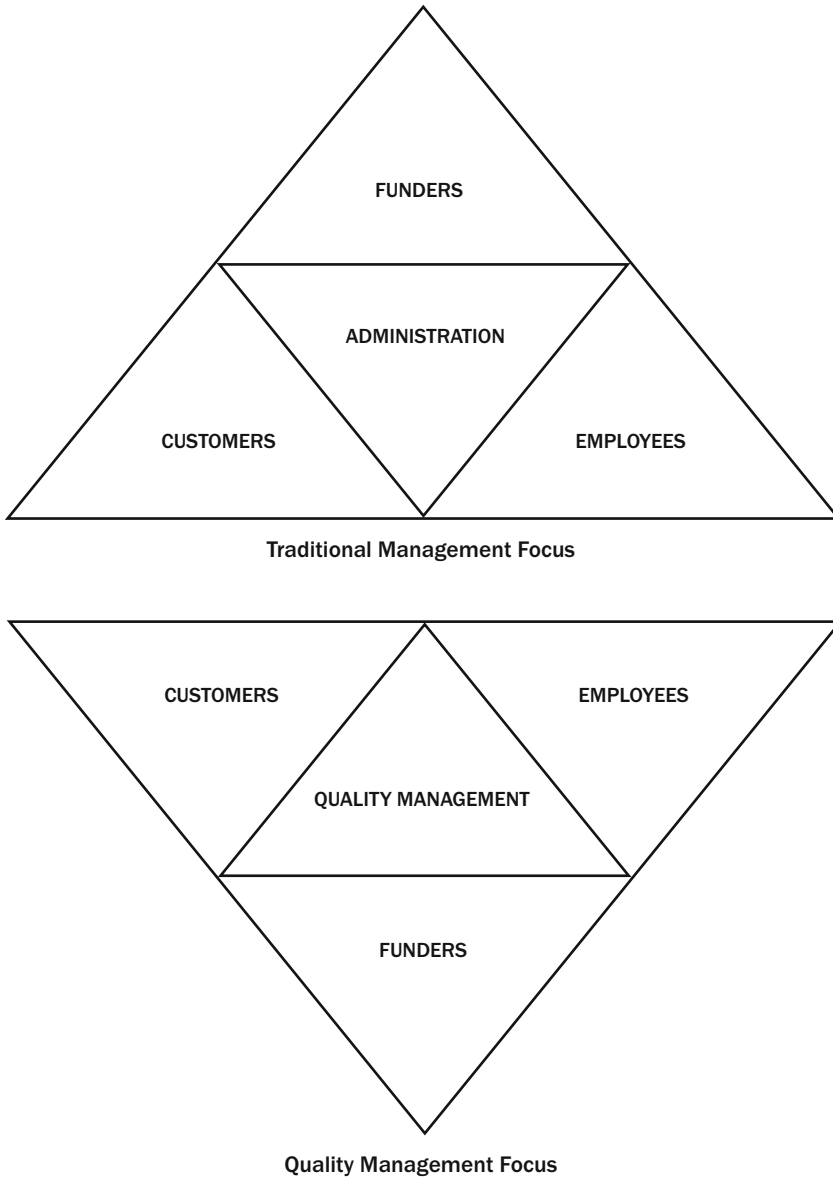 FUNDERS
ADMINISTRATION
CUSTOMERS
EMPLOYEES
Traditional Management Focus
CUSTOMERS
EMPLOYEES
QUALITY MANAGEMENT
FUNDERS
Quality Management Focus